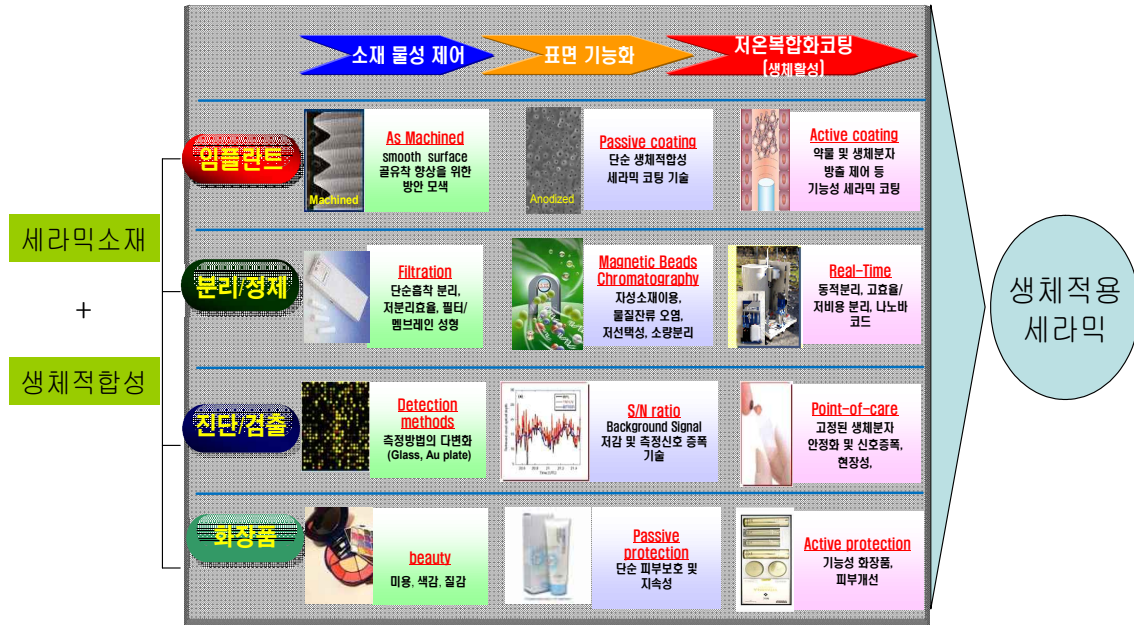 소재 물성 제어
표면 기능화
저온복합화코팅
[생체활성]
세라믹소재
+
생체적합성
임플란트
Machined
As Machined
smooth surface
골유착 향상을 위한
방안 모색
Anodized
Passive coating
단순 생체적합성
세라믹 코팅 기술
Active coating
약물 및 생체분자
방출 제어 등
기능성 세라믹 코팅
분리/정제
Filtration
단순흡착 분리,
저분리효율, 필터/
멤브레인 성형
Magnetic Beads
Chromatography
자성소재이용,
물질잔류 오염,
저선택성, 소량분리
Real-Time
동적분리, 고효율/
저비용 분리, 나노바
코드
진단/검출
Detection
methods
측정방법의 다변화
(Glass, Au plate)
S/N ratio
Background Signal
저감 및 측정신호 증폭
기술
Point-of-care
고정된 생체분자
안정화 및 신호증폭,
현장성,
화장품
beauty
미용, 색감, 질감
Passive
protection
단순 피부보호 및
지속성
Active protection
기능성 화장품,
피부개선
생체적용
세라믹